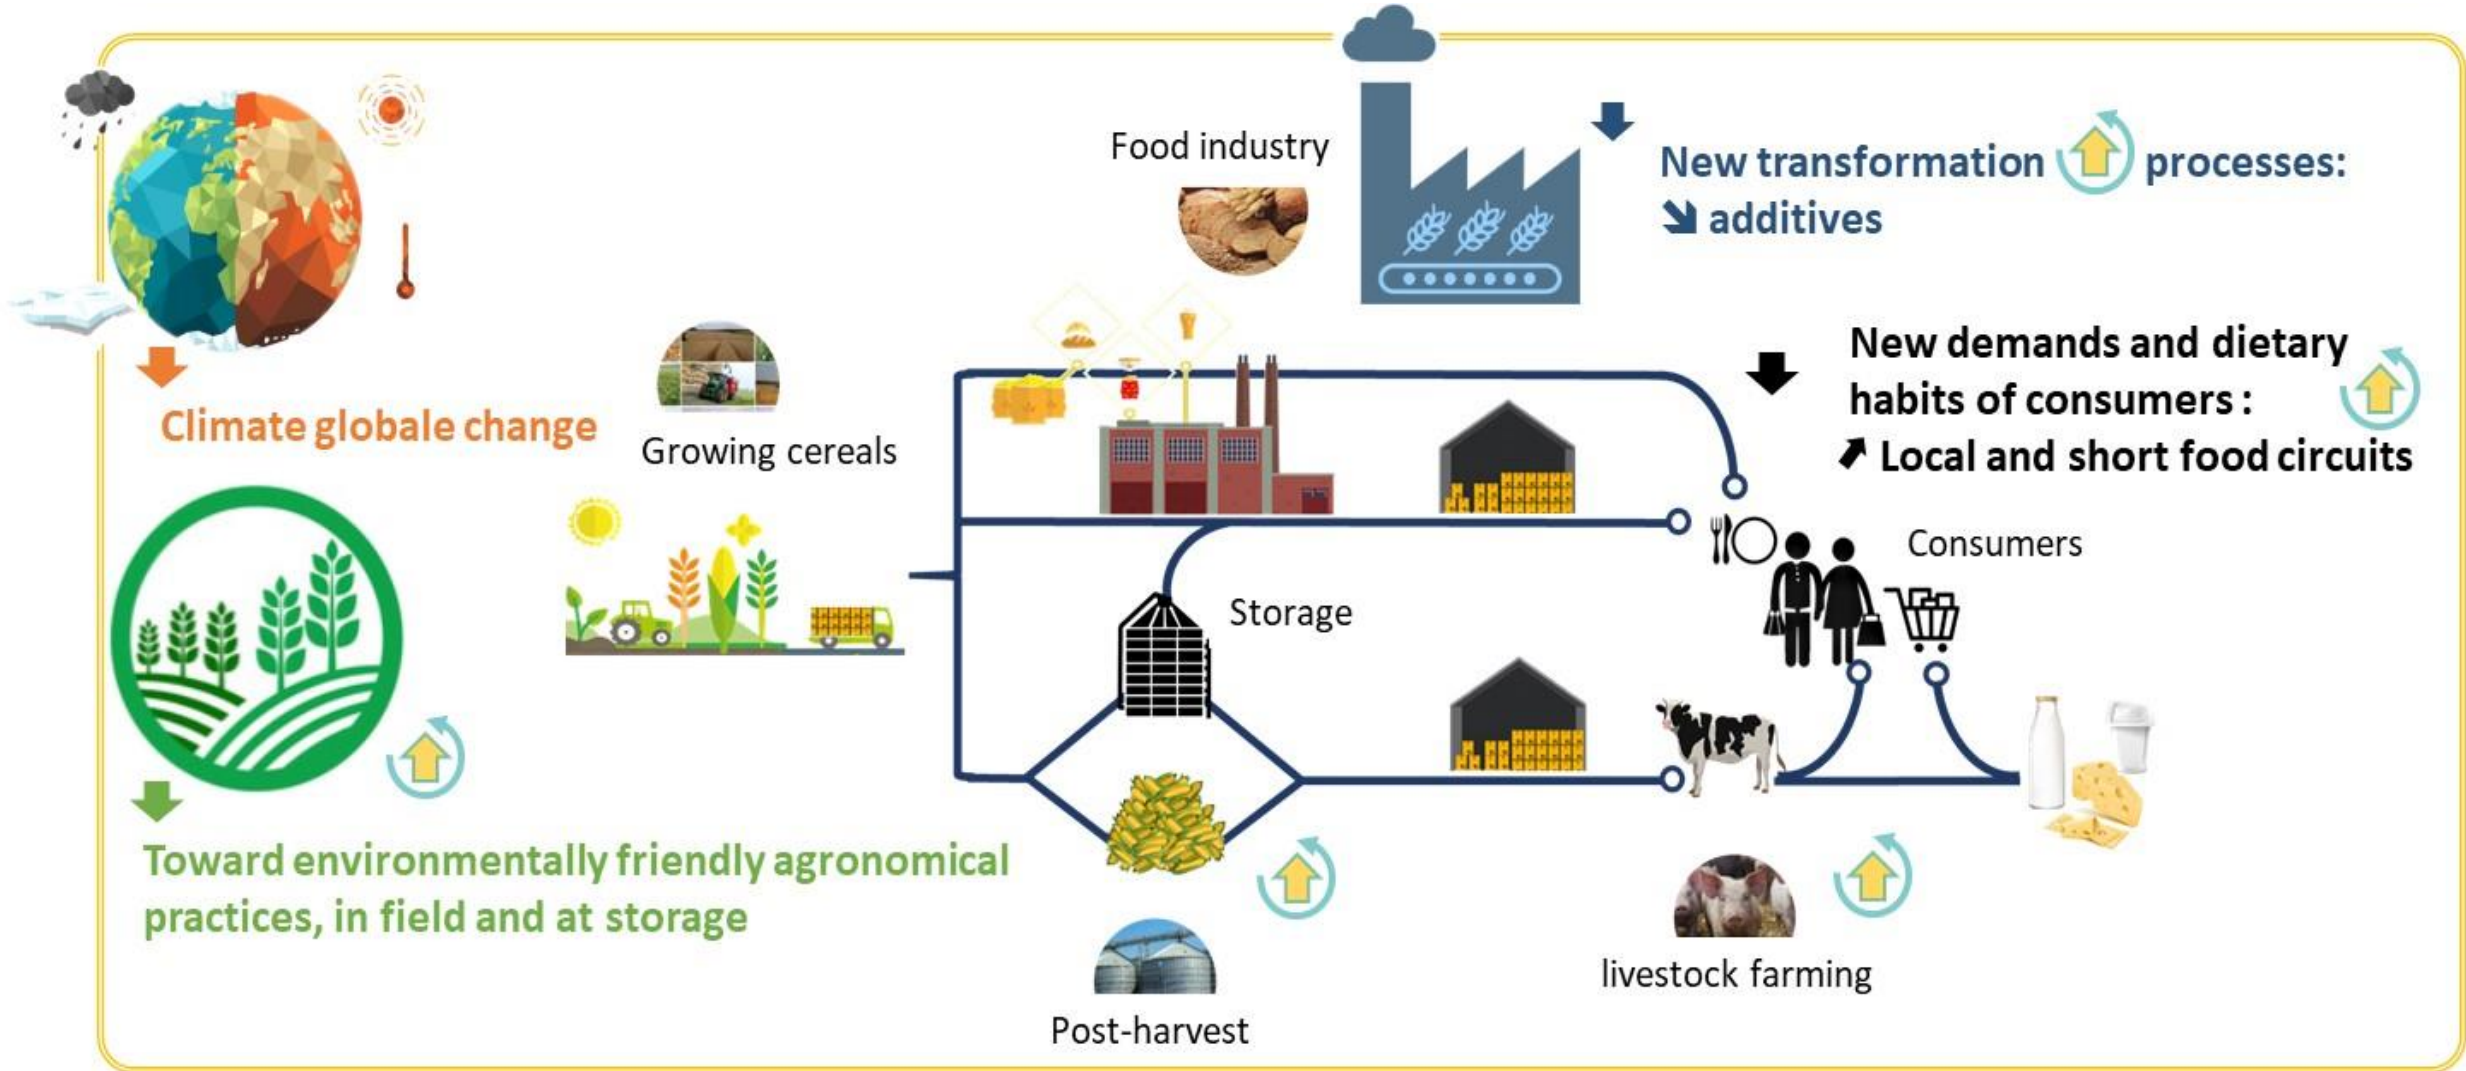 Food industry
New transformation processes:
additives
Climate globale change
Growing cereals
New demands and dietary
habits of consumers :
Local and short food circuits
Consumers
Storage
Toward environmentally friendly agronomical
practices, in field and at storage
livestock farming
Post-harvest